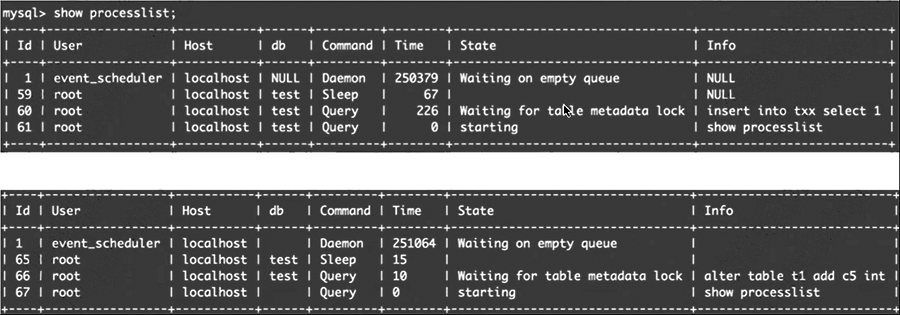 mysql> show processlist;
+----+-----------------+-----------+------+---------+--------+---------------------------------+--------------------------+
| Id | User            | Host      | db   | Command | Time   | State                           | Info                     |
+----+-----------------+-----------+------+---------+--------+---------------------------------+--------------------------+
|  1 | event_scheduler | localhost | NULL | Daemon  | 250379 | Waiting on empty queue          | NULL                     |
| 59 | root            | localhost | test | Sleep   |     67 |                                 | NULL                     |
| 60 | root            | localhost | test | Query   |    226 | Waiting for table metadata lock | insert into txx select 1 |
| 61 | root            | localhost | test | Query   |      0 | starting                        | show processlist         |
+----+-----------------+-----------+------+---------+--------+---------------------------------+--------------------------+
+----+-----------------+-----------+------+---------+--------+---------------------------------+---------------------------+
| Id | User            | Host      | db   | Command | Time   | State                           | Info                      |
+----+-----------------+-----------+------+---------+--------+---------------------------------+---------------------------+
| 1  | event_scheduler | localhost |      | Daemon  | 251064 | Waiting on empty queue          |                           |
| 65 | root            | localhost | test | Sleep   | 15     |                                 |                           |
| 66 | root            | localhost | test | Query   | 10     | Waiting for table metadata lock | alter table t1 add c5 int |
| 67 | root            | localhost |      | Query   | 0      | starting                        | show processlist          |
+----+-----------------+-----------+------+---------+--------+---------------------------------+---------------------------+